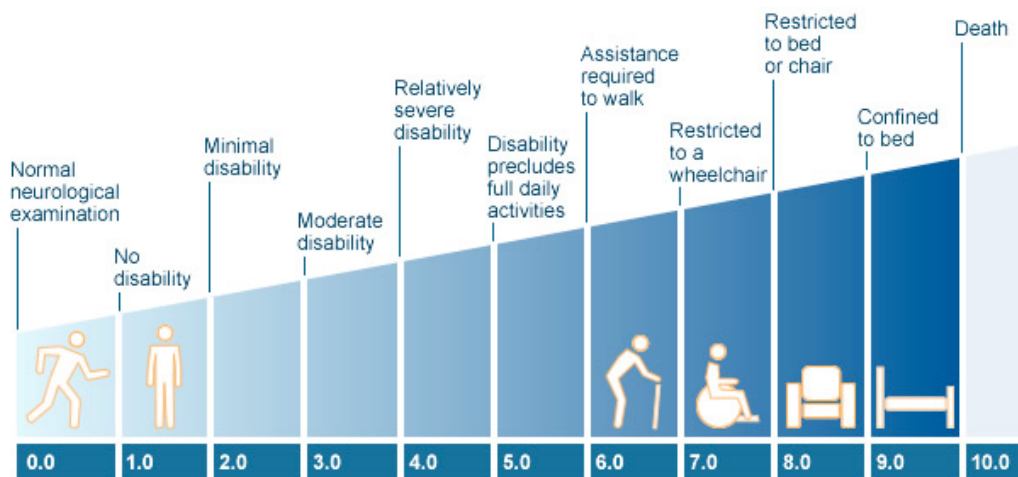 Normal
neurological
examination
No
disability
Minimal
disability
Moderate
disability
Relatively
severe
disability
Disability
precludes
full daily
activities
Assistance
required
to walk
Restricted
to a
wheelchair
Restricted
to bed
or chair
Confined
to bed
Death
0.0 1.0 2.0 3.0 4.0 5.0 6.0 7.0 8.0 9.0 10.0